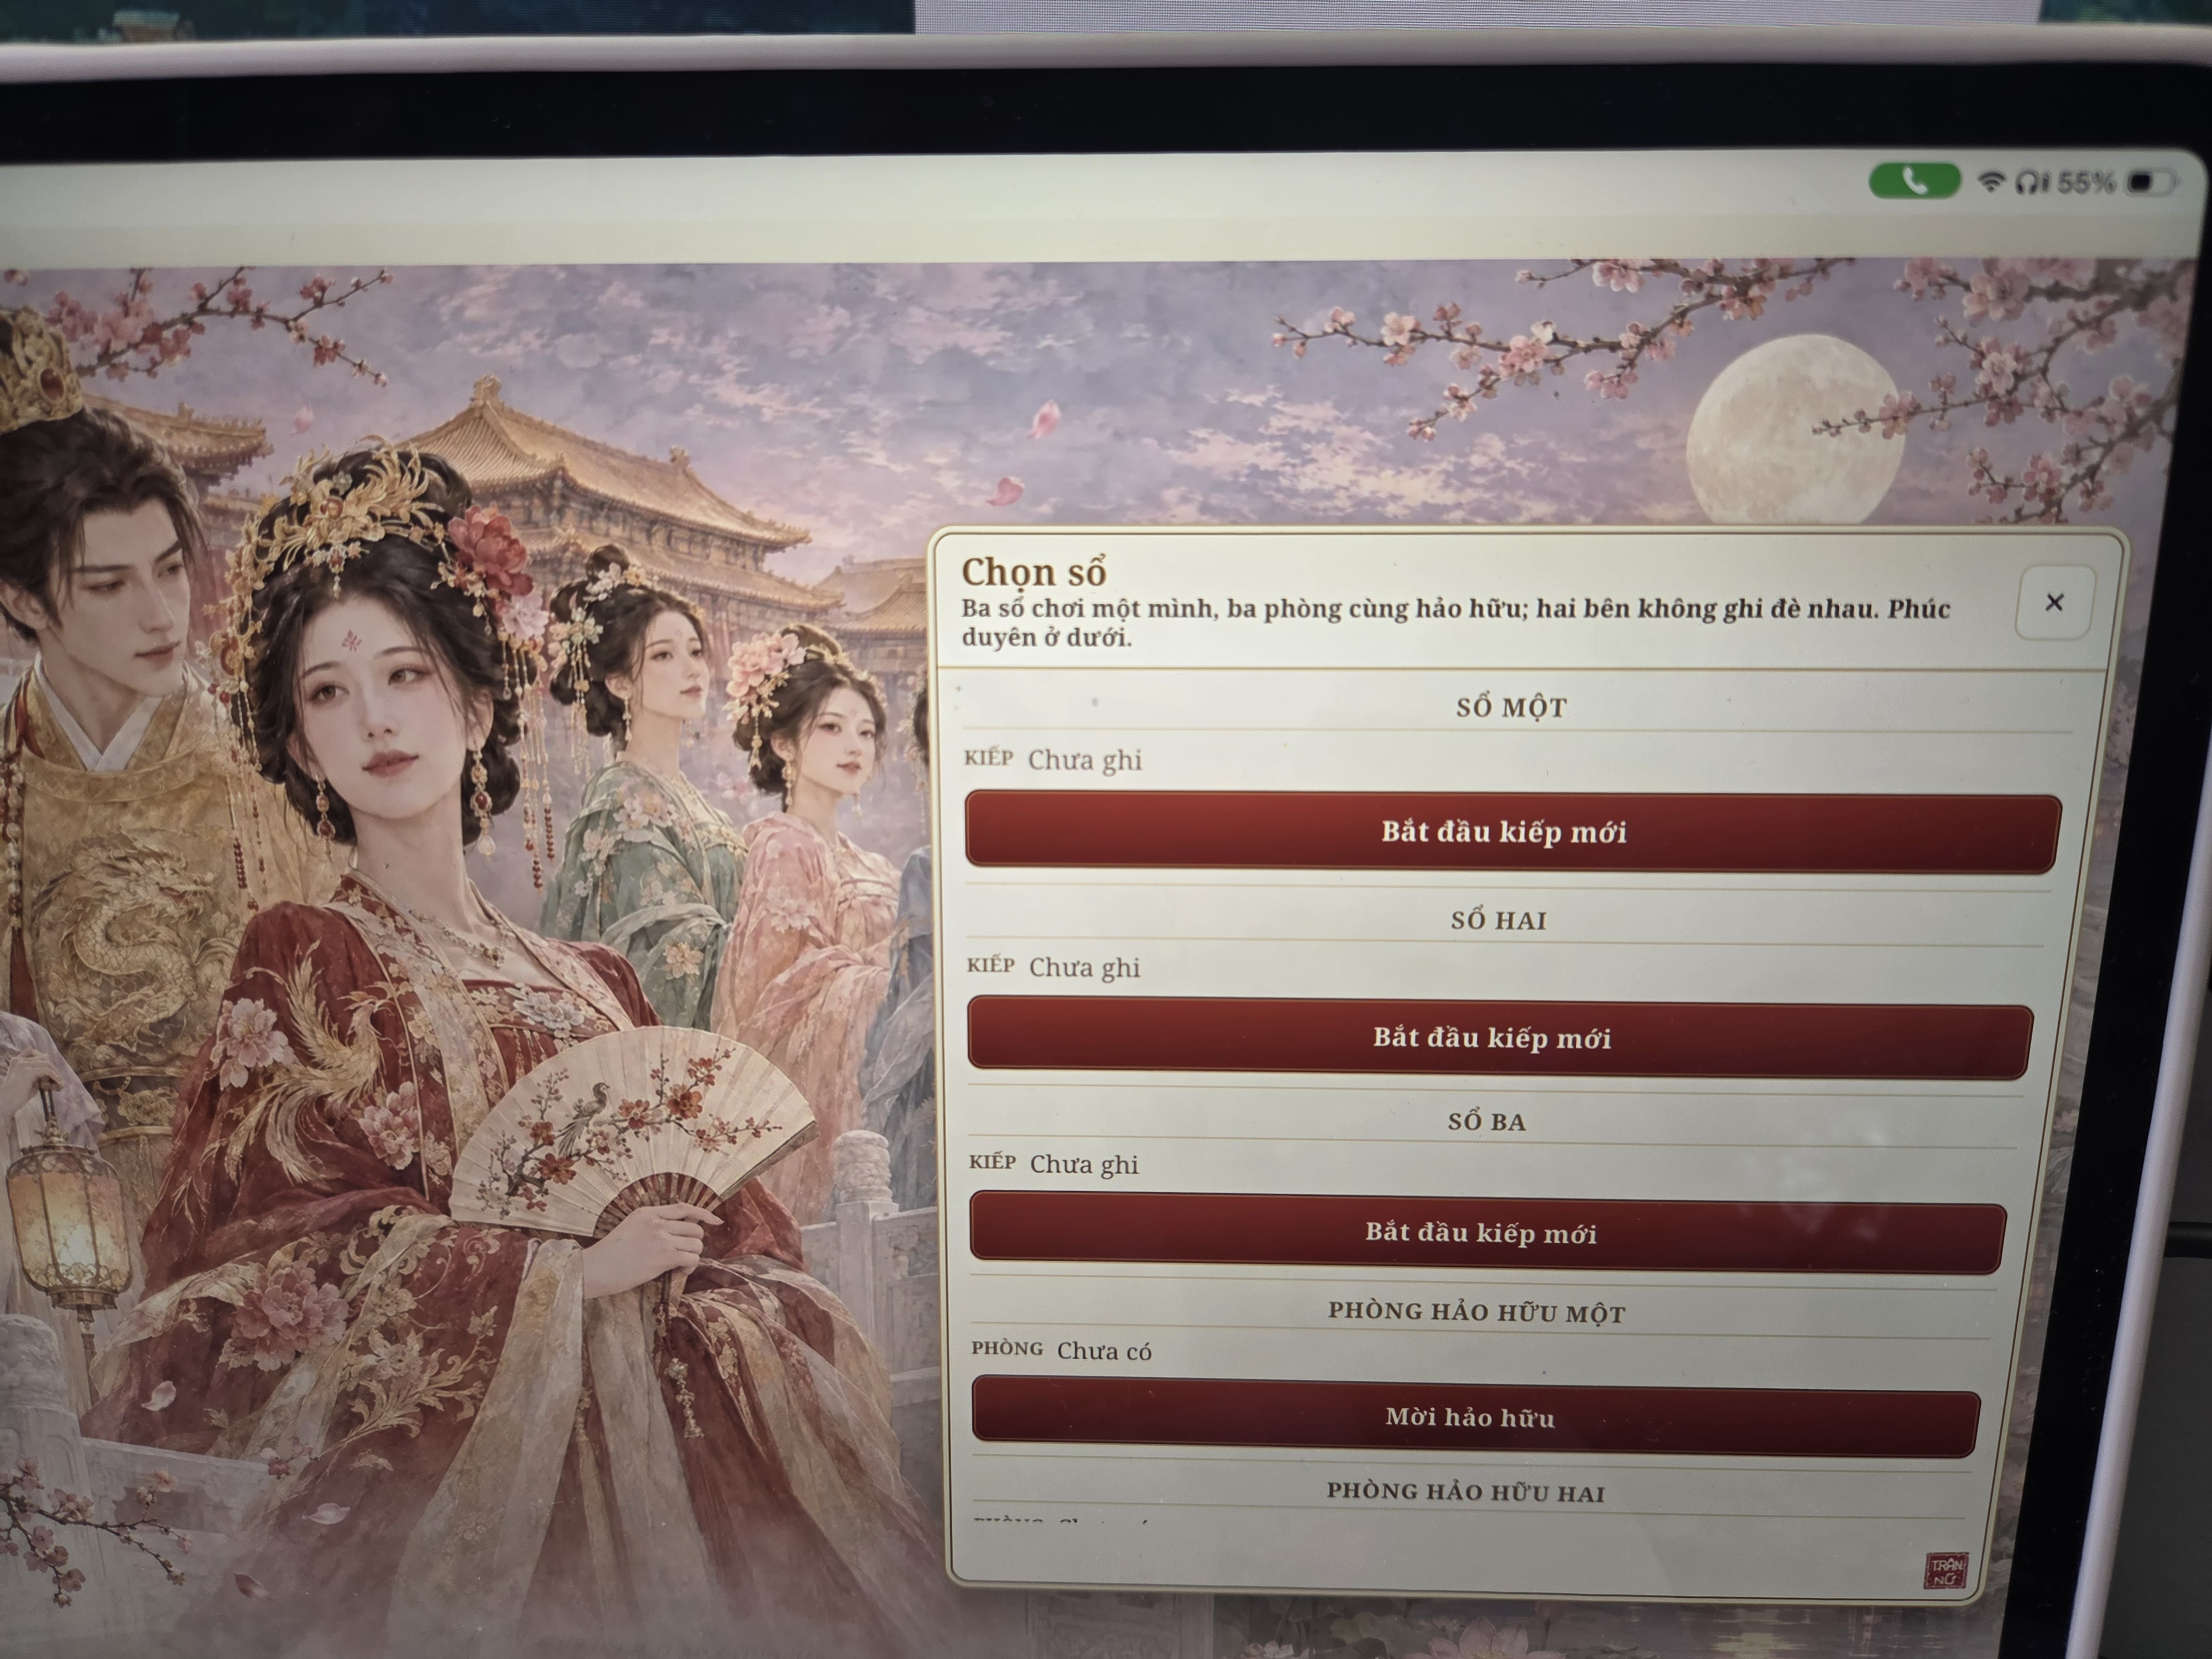 55%
Chọn sổ
Ba sổ chơi một mình, ba phòng cùng hảo hữu; hai bên không ghi đè nhau. Phúc
duyên ở dưới.
SỔ MỘT
KIẾP Chưa ghi
Bắt đầu kiếp mới
SỔ HAI
KIẾP Chưa ghi
Bắt đầu kiếp mới
SỔ BA
KIẾP Chưa ghi
Bắt đầu kiếp mới
PHÒNG HẢO HỮU MỘT
PHÒNG Chưa có
Mời hảo hữu
PHÒNG HẢO HỮU HAI
TRÂN
NỮ